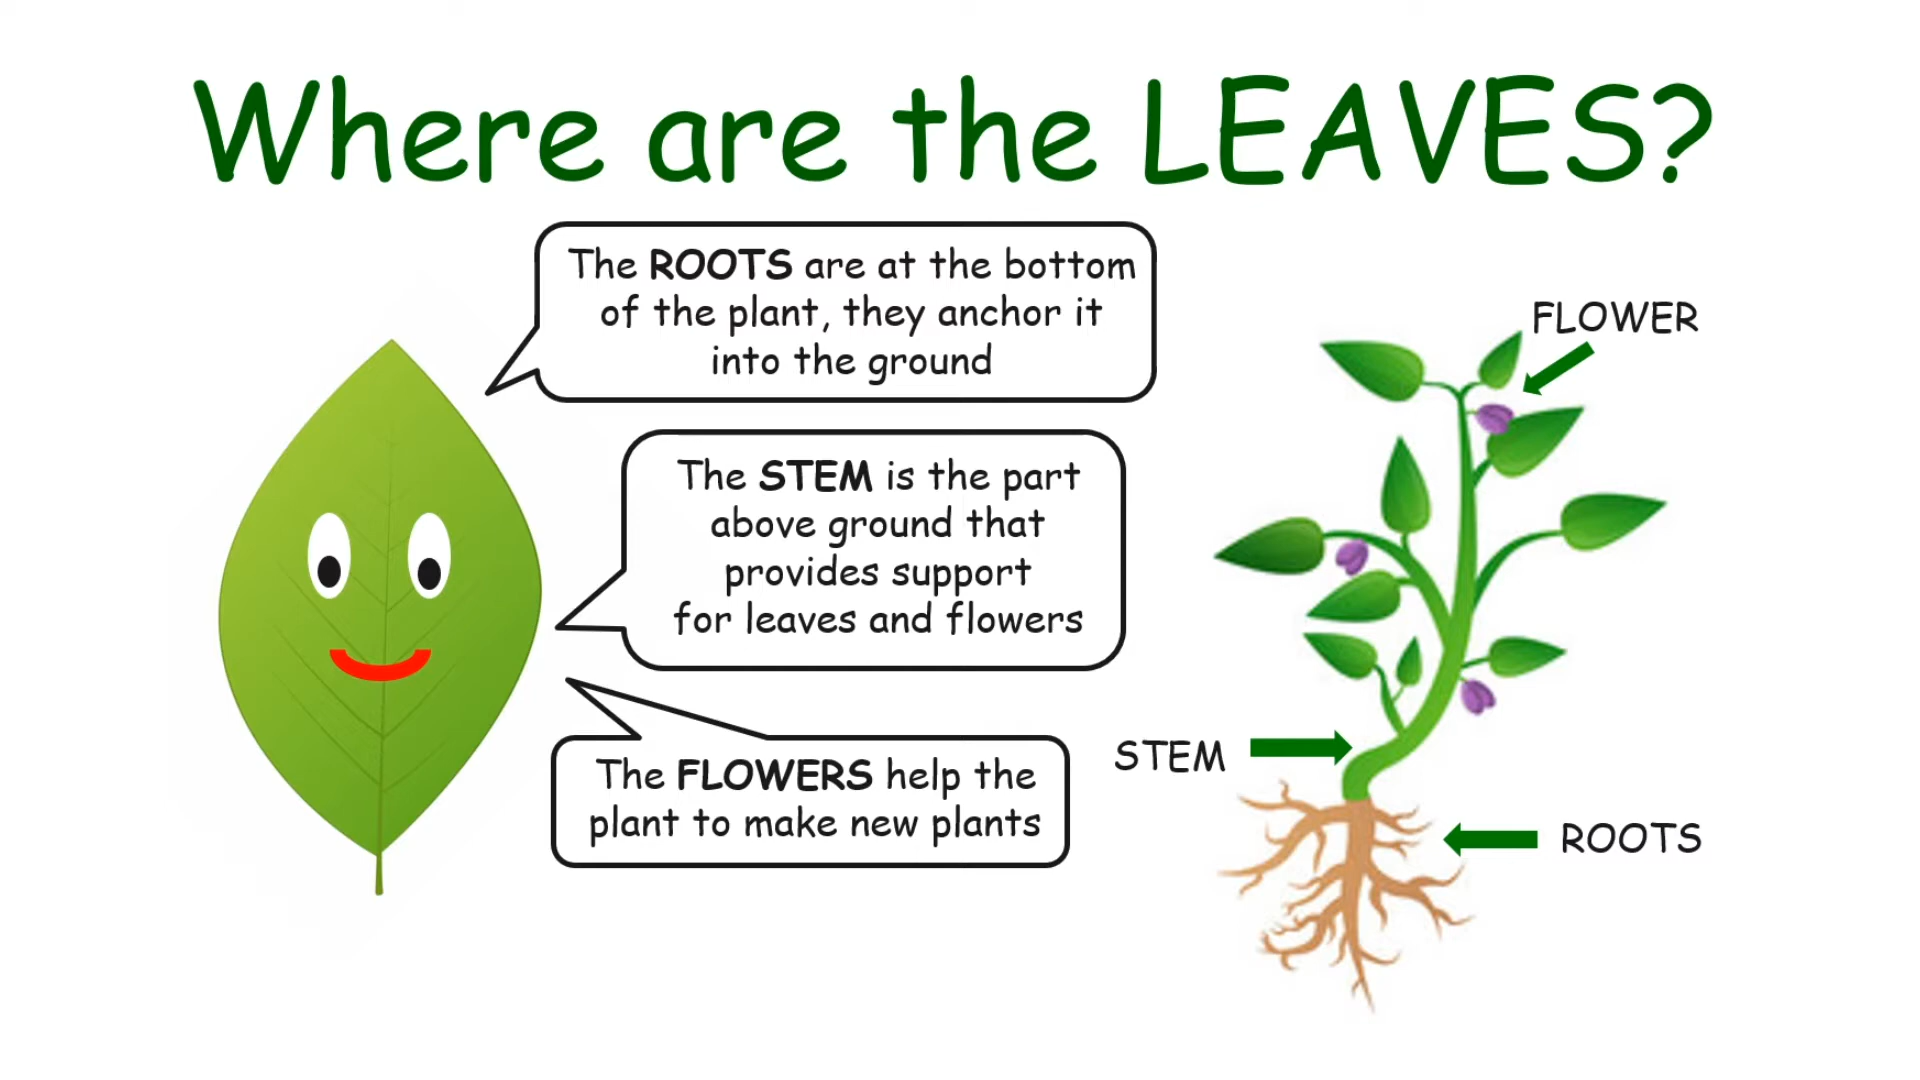 Where are the LEAVES?
The ROOTS are at the bottom
of the plant, they anchor it
into the ground
The STEM is the part
above ground that
provides support
for leaves and flowers
The FLOWERS help the
plant to make new plants
FLOWER
STEM
ROOTS